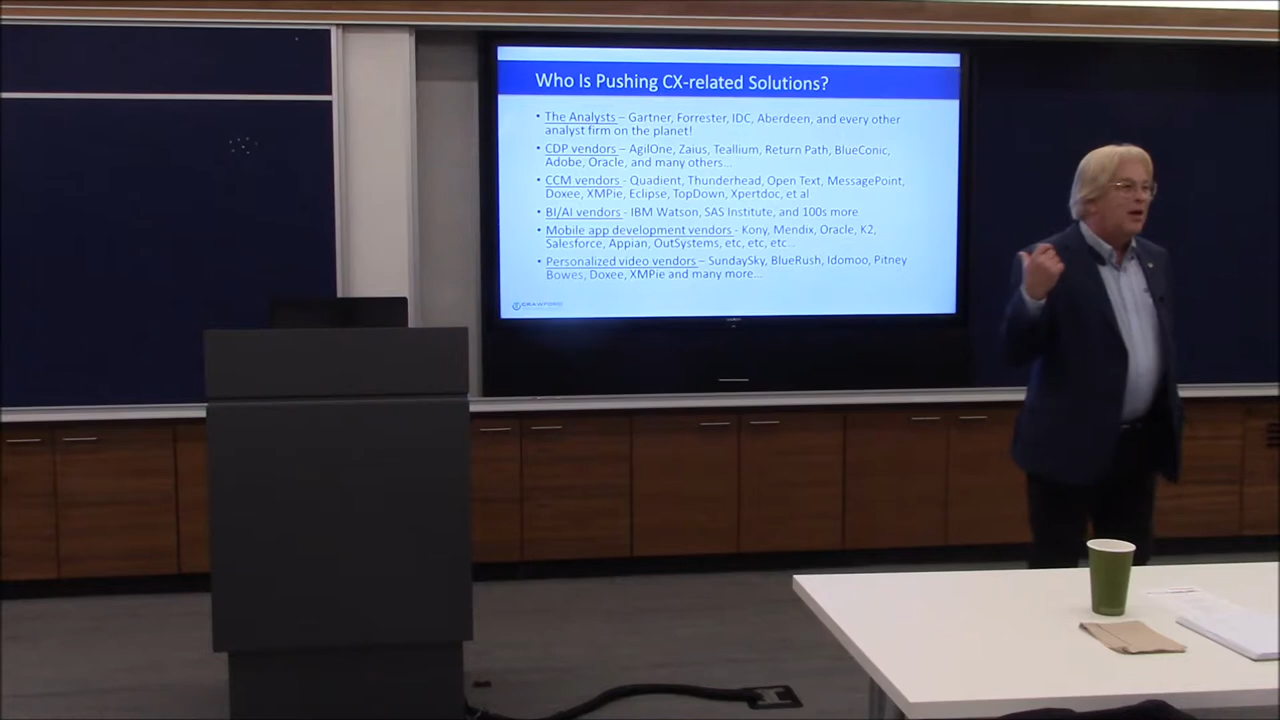 Who Is Pushing CX-related Solutions?
• The Analysts – Gartner, Forrester, IDC, Aberdeen, and every other
analyst firm on the planet!
• CDP vendors – AgilOne, Zaius, Teallium, Return Path, BlueConic,
Adobe, Oracle, and many others...
• CCM vendors - Quadient, Thunderhead, Open Text, MessagePoint,
Doxee, XMPie, Eclipse, TopDown, Xpertdoc, et al
• BI/AI vendors - IBM Watson, SAS Institute, and 100s more
• Mobile app development vendors - Kony, Mendix, Oracle, K2,
Salesforce, Appian, OutSystems, etc, etc, etc...
• Personalized video vendors – SundaySky, BlueRush, Idomoo, Pitney
Bowes, Doxee, XMPie and many more...
CRAWFORD